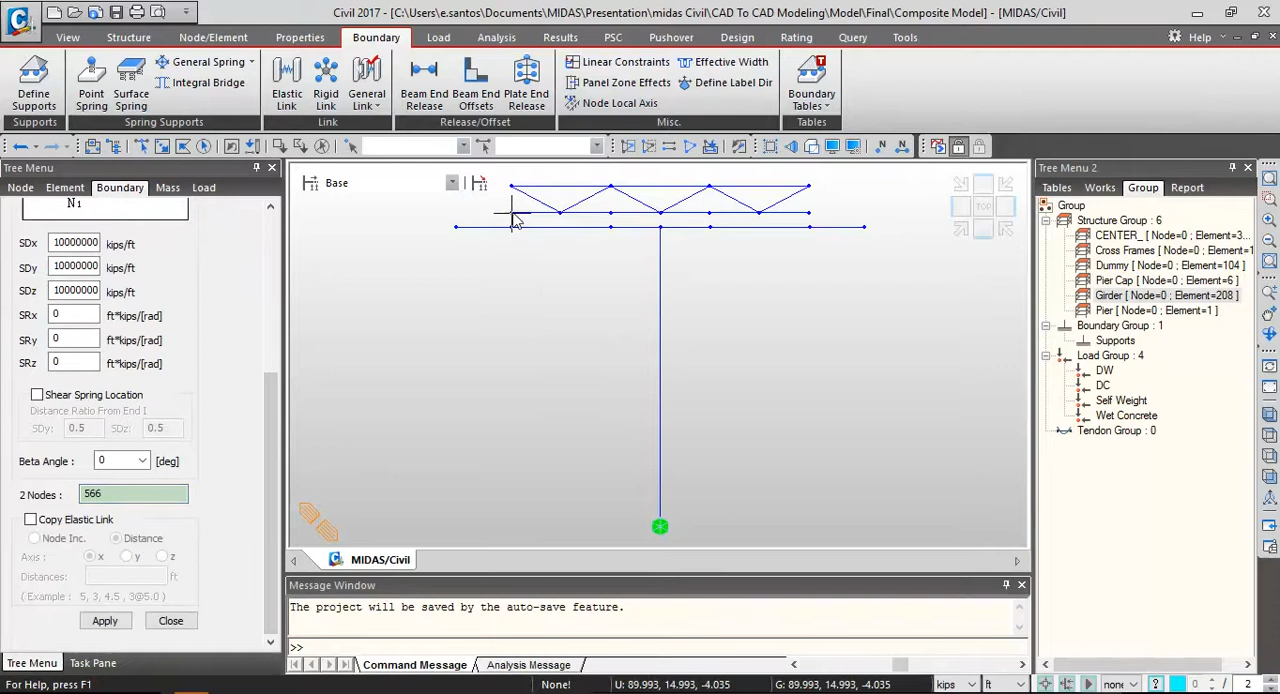 Civil 2017 - [C:\Users\e.santos\Documents\MIDAS\Presentation\midas Civil\CAD To CAD Modeling\Model\Final\Composite Model] - [MIDAS/Civil]
View Structure Node/Element Properties Boundary Load Analysis Results PSC Pushover Design Rating Query Tools Help
Define Supports
Point Spring
Surface Spring
General Spring
Integral Bridge
Elastic Link
Rigid Link
General Link
Beam End Release
Beam End Offsets
Plate End Release
Linear Constraints
Effective Width
Panel Zone Effects
Define Label Dir
Node Local Axis
Boundary Tables
Supports Spring Supports Link Release/Offset Misc. Tables
Tree Menu
Node Element Boundary Mass Load
N1
SDx 10000000 kips/ft
SDy 10000000 kips/ft
SDz 10000000 kips/ft
SRx 0 ft*kips/[rad]
SRy 0 ft*kips/[rad]
SRz 0 ft*kips/[rad]
Shear Spring Location
Distance Ratio From End I
SDy: 0.5 SDz: 0.5
Beta Angle : 0 [deg]
2 Nodes : 566
Copy Elastic Link
Node Inc. Distance
Axis : x y z
Distances: ft
( Example : 5, 3, 4.5 , 3@5.0 )
Apply Close
Tree Menu Task Pane
Base
TOP
MIDAS/Civil
Message Window
The project will be saved by the auto-save feature.
>>
Command Message Analysis Message
Tree Menu 2
Tables Works Group Report
Group
Structure Group : 6
CENTER_ [ Node=0 ; Element=3...
Cross Frames [ Node=0 ; Element=1
Dummy [ Node=0 ; Element=104 ]
Pier Cap [ Node=0 ; Element=6 ]
Girder [ Node=0 ; Element=208 ]
Pier [ Node=0 ; Element=1 ]
Boundary Group : 1
Supports
Load Group : 4
DW
DC
Self Weight
Wet Concrete
Tendon Group : 0
For Help, press F1 None! U: 89.993, 14.993, -4.035 G: 89.993, 14.993, -4.035 kips ft none 0 / 2